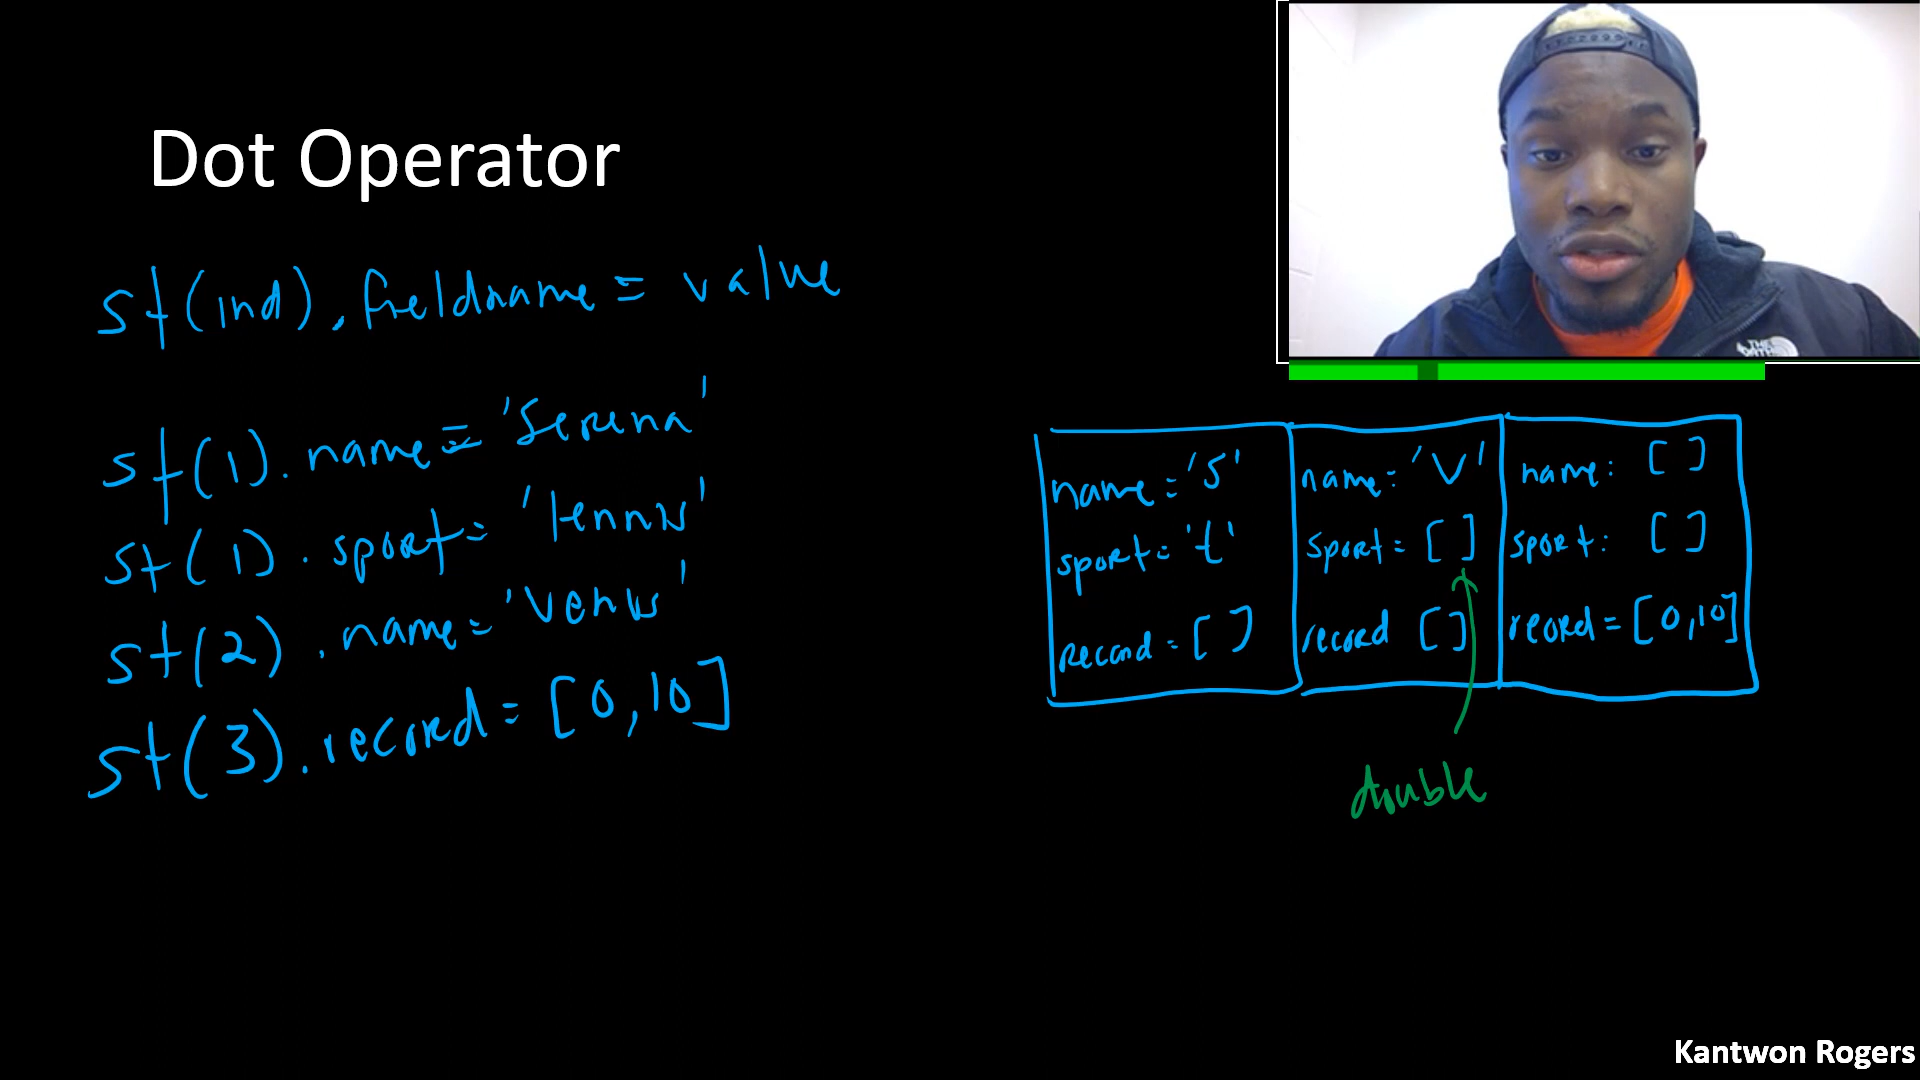 Dot Operator
st(ind).fieldname = value
st(1).name = 'Serena'
st(1).sport = 'tennis'
st(2).name = 'Venus'
st(3).record = [0,10]
name = 'S'
sport = 't'
record = [ ]
name: 'V'
sport = [ ]
record [ ]
name: [ ]
sport: [ ]
record = [0,10]
double
THE
Kantwon Rogers